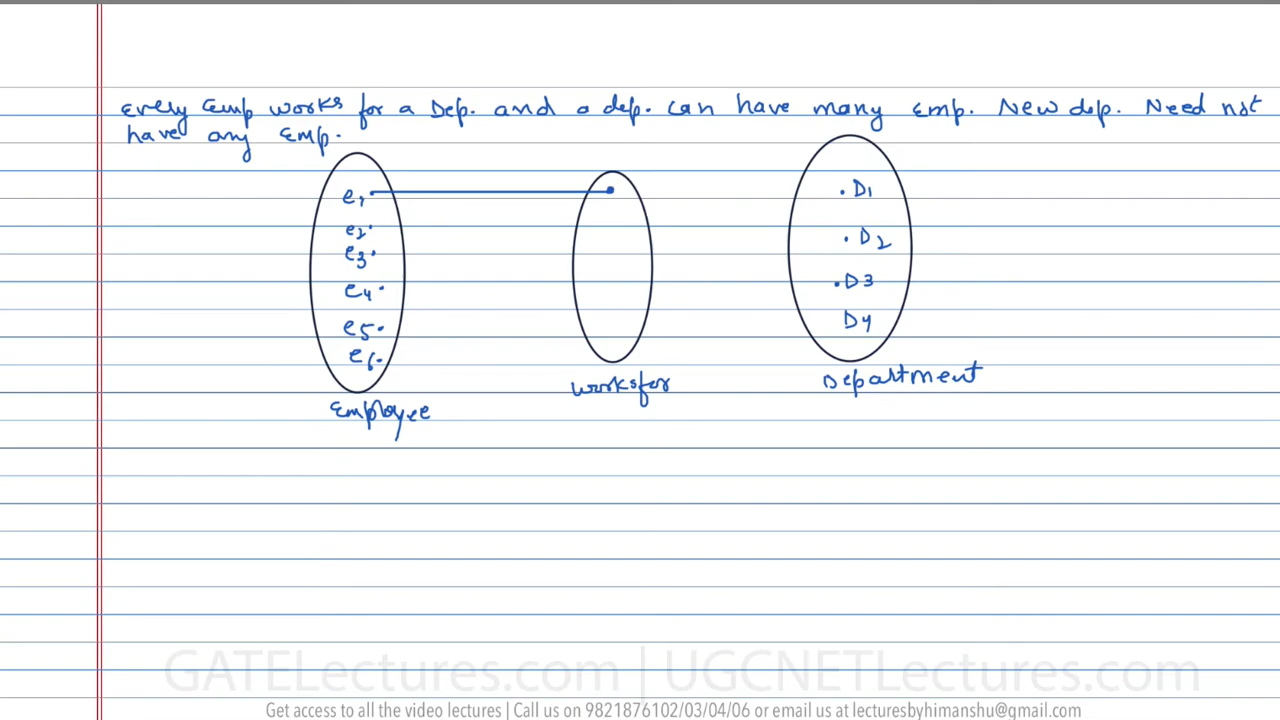 Every Emp works for a Dep. and a dep. can have many Emp. New dep. Need not
have any Emp.
e1
e2
e3
e4
e5
e6
D1
D2
D3
D4
Employee
worksfor
Department
GATELectures.com | UGCNETLectures.com
Get access to all the video lectures | Call us on 9821876102/03/04/06 or email us at lecturesbyhimanshu@gmail.com